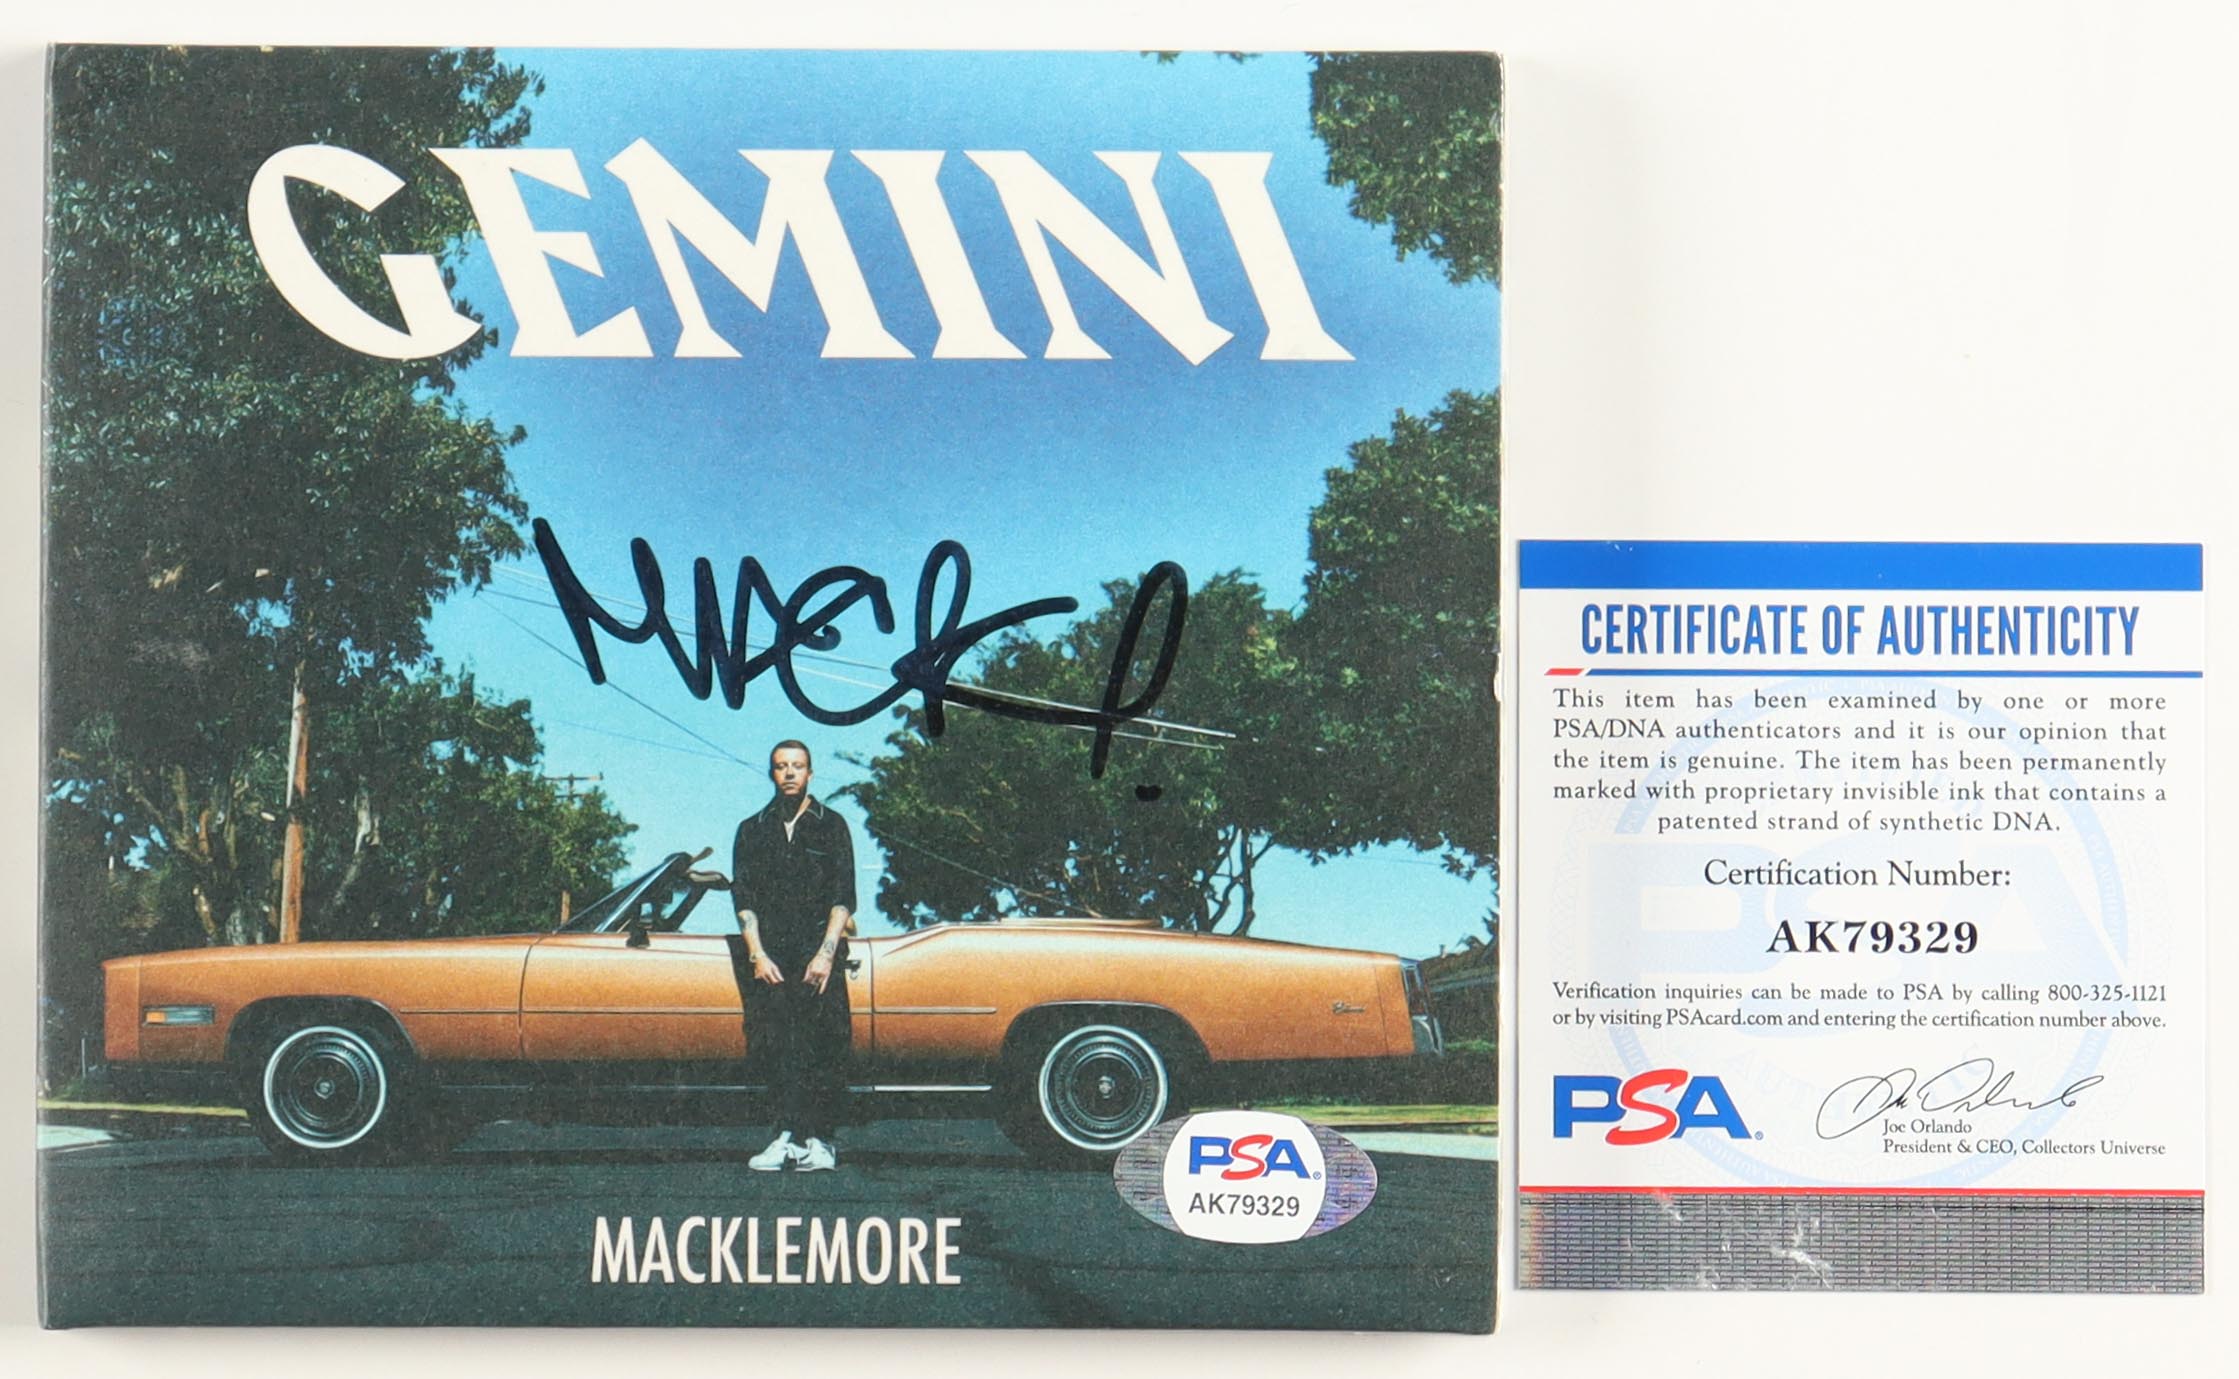 GEMINI
MACK!
MACKLEMORE
PSA®
AK79329
CERTIFICATE OF AUTHENTICITY
This item has been examined by one or more
PSA/DNA authenticators and it is our opinion that
the item is genuine. The item has been permanently
marked with proprietary invisible ink that contains a
patented strand of synthetic DNA.
Certification Number:
AK79329
Verification inquiries can be made to PSA by calling 800-325-1121
or by visiting PSAcard.com and entering the certification number above.
PSA®
Joe Orlando
President & CEO, Collectors Universe